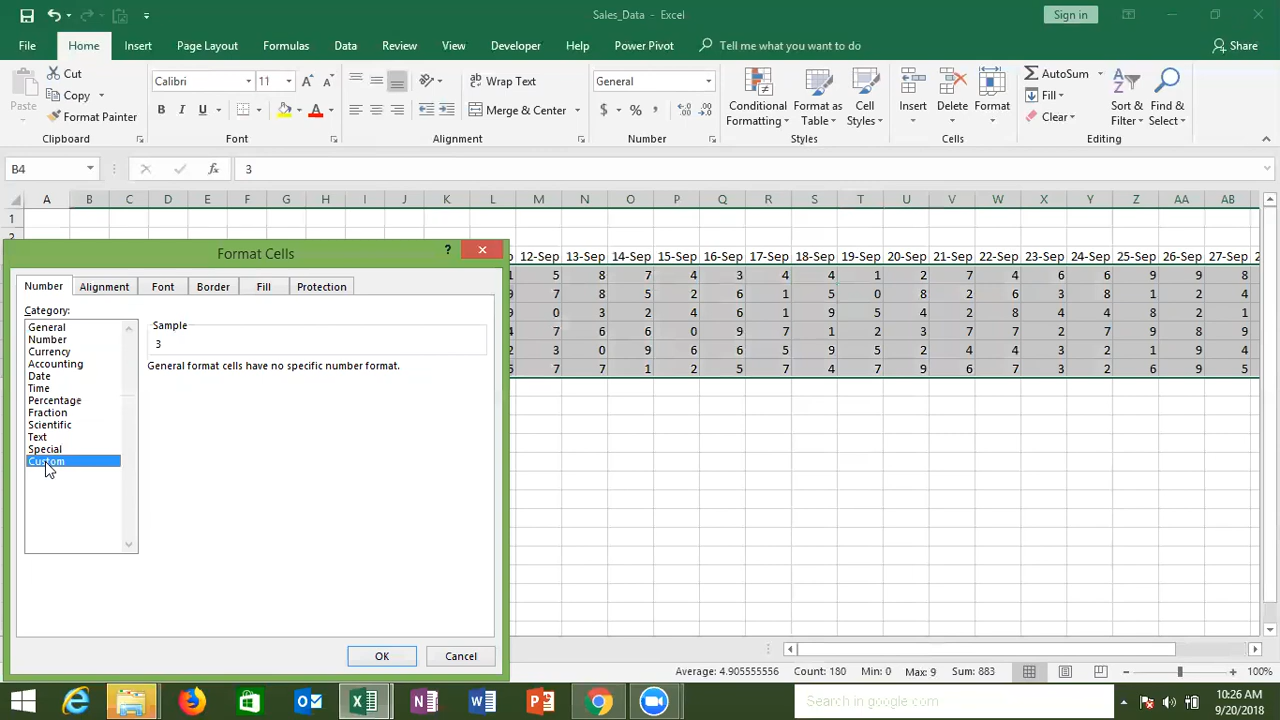 Sales_Data - Excel
Sign in
File Home Insert Page Layout Formulas Data Review View Developer Help Power Pivot Tell me what you want to do Share
Paste
Cut
Copy
Format Painter
Calibri 11
B I U
A A
Wrap Text
Merge & Center
General
$ % ,
Conditional Formatting
Format as Table
Cell Styles
Insert
Delete
Format
AutoSum
Fill
Clear
Sort & Filter
Find & Select
Clipboard Font Alignment Number Styles Cells Editing
B4 fx 3
A B C D E F G H I J K L M N O P Q R S T U V W X Y Z AA AB
1
2
12-Sep 13-Sep 14-Sep 15-Sep 16-Sep 17-Sep 18-Sep 19-Sep 20-Sep 21-Sep 22-Sep 23-Sep 24-Sep 25-Sep 26-Sep 27-Sep 2
5 8 7 4 3 4 4 1 2 7 4 6 6 9 9 8
7 8 5 2 6 1 5 0 8 2 6 3 8 1 2 4
0 3 2 4 6 1 9 5 4 2 8 4 4 8 2 1
7 6 6 0 9 7 1 2 3 7 7 2 7 9 8 9
3 0 9 6 6 5 9 5 2 4 4 3 2 1 9 4
7 7 1 2 5 7 4 7 9 6 7 3 2 6 9 5
Format Cells ?
Number Alignment Font Border Fill Protection
Category:
General
Number
Currency
Accounting
Date
Time
Percentage
Fraction
Scientific
Text
Special
Custom
Sample
3
General format cells have no specific number format.
OK Cancel
Average: 4.905555556 Count: 180 Min: 0 Max: 9 Sum: 883 100%
Search in google.com
10:26 AM
9/20/2018